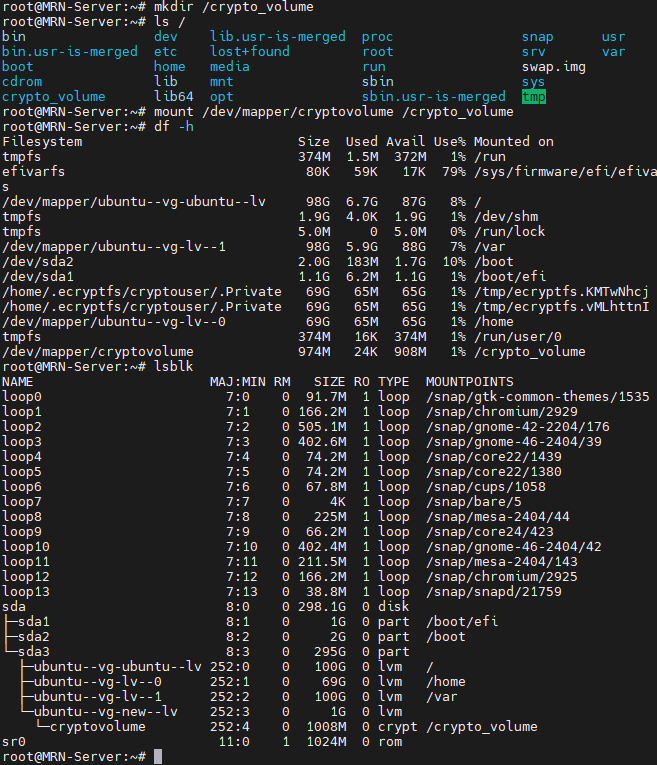 root@MRN-Server:~# mkdir /crypto_volume
root@MRN-Server:~# ls /
bin                dev    lib.usr-is-merged  proc                snap      usr
bin.usr-is-merged  etc    lost+found         root                srv       var
boot               home   media              run                 swap.img
cdrom              lib    mnt                sbin                sys
crypto_volume      lib64  opt                sbin.usr-is-merged  tmp
root@MRN-Server:~# mount /dev/mapper/cryptovolume /crypto_volume
root@MRN-Server:~# df -h
Filesystem                         Size  Used Avail Use% Mounted on
tmpfs                              374M  1.5M  372M   1% /run
efivarfs                            80K   59K   17K  79% /sys/firmware/efi/efiva
s
/dev/mapper/ubuntu--vg-ubuntu--lv   98G  6.7G   87G   8% /
tmpfs                              1.9G  4.0K  1.9G   1% /dev/shm
tmpfs                              5.0M     0  5.0M   0% /run/lock
/dev/mapper/ubuntu--vg-lv--1        98G  5.9G   88G   7% /var
/dev/sda2                          2.0G  183M  1.7G  10% /boot
/dev/sda1                          1.1G  6.2M  1.1G   1% /boot/efi
/home/.ecryptfs/cryptouser/.Private   69G   65M   65G   1% /tmp/ecryptfs.KMTwNhcj
/home/.ecryptfs/cryptouser/.Private   69G   65M   65G   1% /tmp/ecryptfs.vMLhttnI
/dev/mapper/ubuntu--vg-lv--0        69G   65M   65G   1% /home
tmpfs                              374M   16K  374M   1% /run/user/0
/dev/mapper/cryptovolume           974M   24K  908M   1% /crypto_volume
root@MRN-Server:~# lsblk
NAME                      MAJ:MIN RM   SIZE RO TYPE  MOUNTPOINTS
loop0                       7:0    0  91.7M  1 loop  /snap/gtk-common-themes/1535
loop1                       7:1    0 166.2M  1 loop  /snap/chromium/2929
loop2                       7:2    0 505.1M  1 loop  /snap/gnome-42-2204/176
loop3                       7:3    0 402.6M  1 loop  /snap/gnome-46-2404/39
loop4                       7:4    0  74.2M  1 loop  /snap/core22/1439
loop5                       7:5    0  74.2M  1 loop  /snap/core22/1380
loop6                       7:6    0  67.8M  1 loop  /snap/cups/1058
loop7                       7:7    0     4K  1 loop  /snap/bare/5
loop8                       7:8    0   225M  1 loop  /snap/mesa-2404/44
loop9                       7:9    0  66.2M  1 loop  /snap/core24/423
loop10                      7:10   0 402.4M  1 loop  /snap/gnome-46-2404/42
loop11                      7:11   0 211.5M  1 loop  /snap/mesa-2404/143
loop12                      7:12   0 166.2M  1 loop  /snap/chromium/2925
loop13                      7:13   0  38.8M  1 loop  /snap/snapd/21759
sda                         8:0    0 298.1G  0 disk
├─sda1                      8:1    0     1G  0 part  /boot/efi
├─sda2                      8:2    0     2G  0 part  /boot
└─sda3                      8:3    0   295G  0 part
  ├─ubuntu--vg-ubuntu--lv 252:0    0   100G  0 lvm   /
  ├─ubuntu--vg-lv--0      252:1    0    69G  0 lvm   /home
  ├─ubuntu--vg-lv--1      252:2    0   100G  0 lvm   /var
  └─ubuntu--vg-new--lv    252:3    0     1G  0 lvm
    └─cryptovolume        252:4    0  1008M  0 crypt /crypto_volume
sr0                        11:0    1  1024M  0 rom
root@MRN-Server:~#